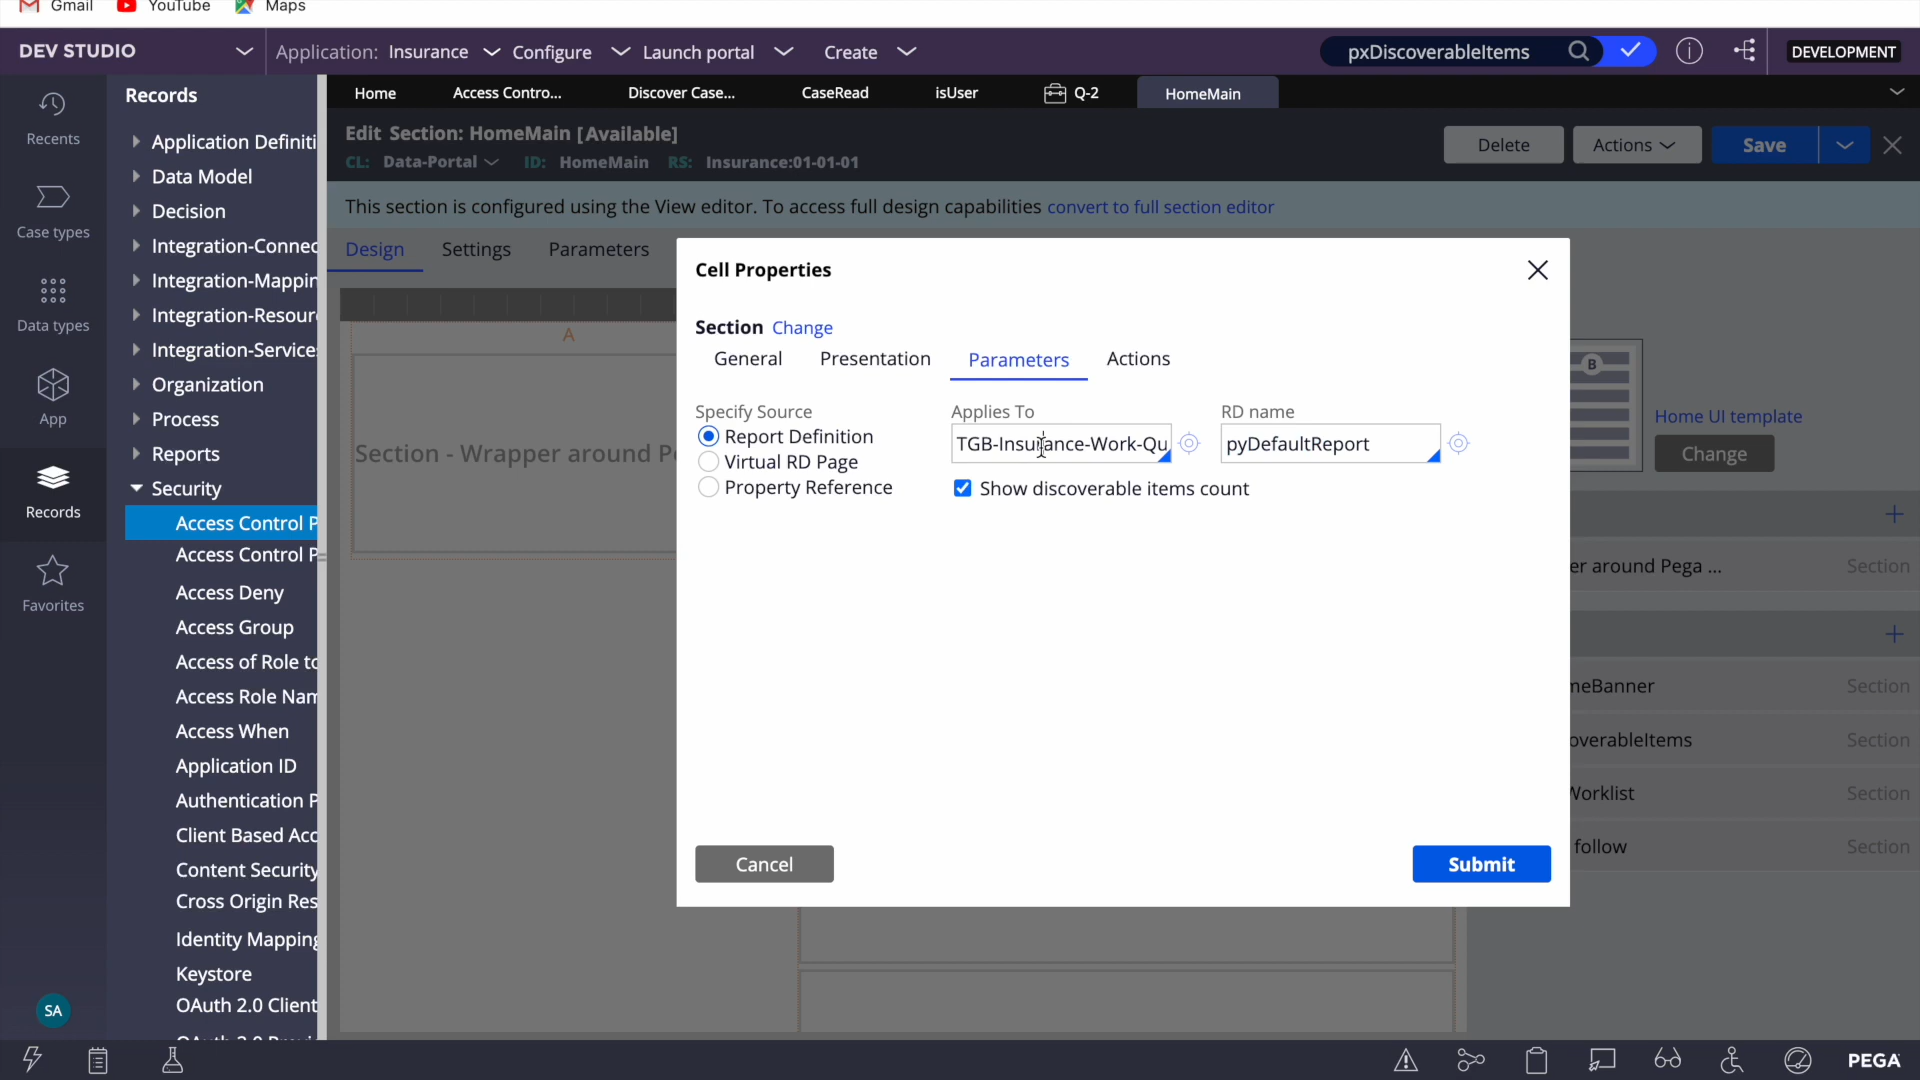 Gmail YouTube Maps
DEV STUDIO Application: Insurance Configure Launch portal Create pxDiscoverableItems DEVELOPMENT
Home Access Contro... Discover Case... CaseRead isUser Q-2 HomeMain
Recents
Case types
Data types
App
Records
Favorites
SA
Records
Application Definiti
Data Model
Decision
Integration-Connec
Integration-Mappin
Integration-Resour
Integration-Services
Organization
Process
Reports
Security
Access Control P
Access Control P
Access Deny
Access Group
Access of Role to
Access Role Nam
Access When
Application ID
Authentication P
Client Based Acc
Content Security
Cross Origin Res
Identity Mapping
Keystore
OAuth 2.0 Client
OAuth 2.0 Provi
Edit Section: HomeMain [Available]
CL: Data-Portal ID: HomeMain RS: Insurance:01-01-01
Delete Actions Save
This section is configured using the View editor. To access full design capabilities convert to full section editor
Design Settings Parameters
A
Section - Wrapper around Pe
Cell Properties
Section Change
General Presentation Parameters Actions
Specify Source
Report Definition
Virtual RD Page
Property Reference
Applies To
TGB-Insurance-Work-Qu
RD name
pyDefaultReport
Show discoverable items count
Cancel Submit
B
Home UI template
Change
er around Pega ... Section
meBanner Section
overableItems Section
Worklist Section
follow Section
PEGA